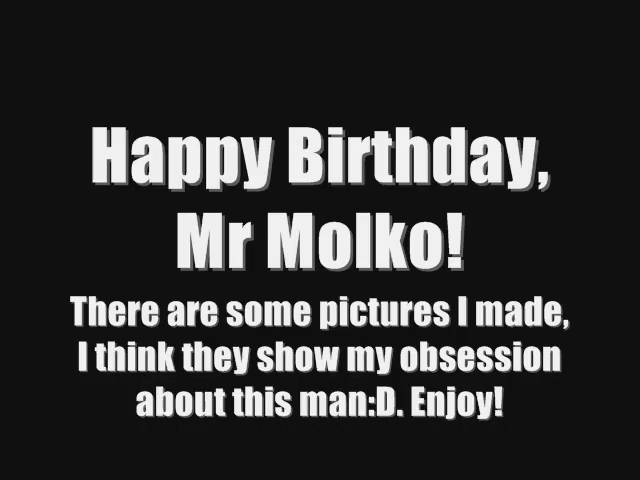 Happy Birthday,
Mr Molko!
There are some pictures I made,
I think they show my obsession
about this man:D. Enjoy!